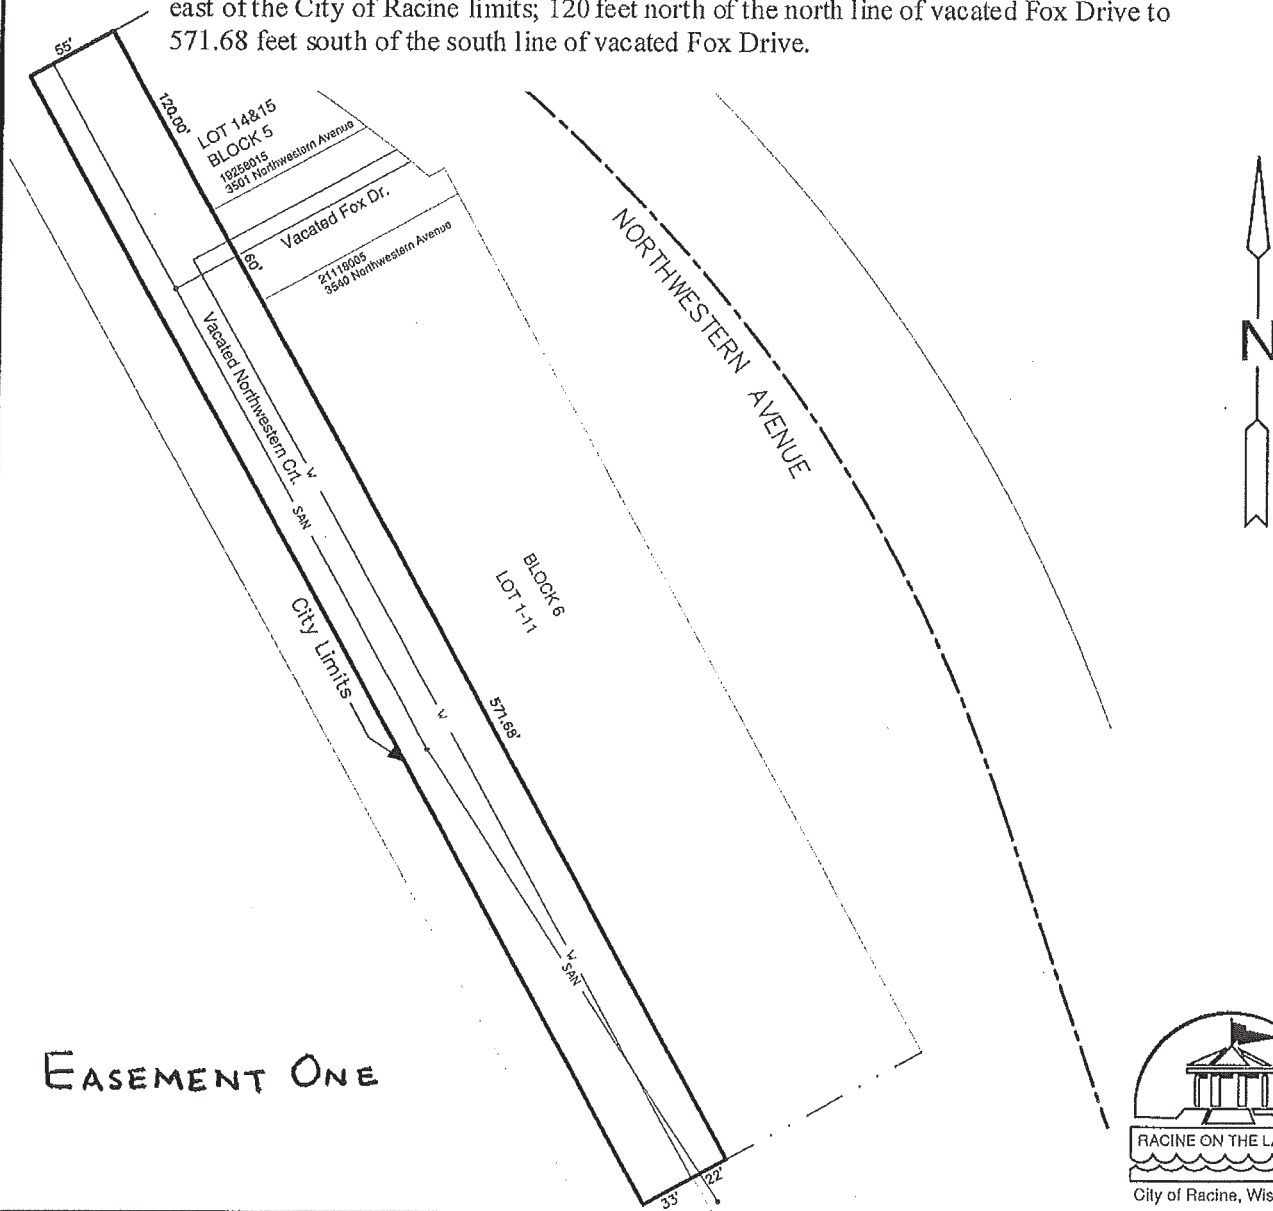 east of the City of Racine limits; 120 feet north of the north line of vacated Fox Drive to
571.68 feet south of the south line of vacated Fox Drive.
55'
120.00'
LOT 14&15
BLOCK 5
19258015
3501 Northwestern Avenue
Vacated Fox Dr.
60'
21118005
3540 Northwestern Avenue
NORTHWESTERN AVENUE
N
Vacated Northwestern Crt.
W
SAN
BLOCK 6
LOT 1-11
City Limits
571.68'
W
W
SAN
EASEMENT ONE
RACINE ON THE LA
City of Racine, Wis
22'
33'